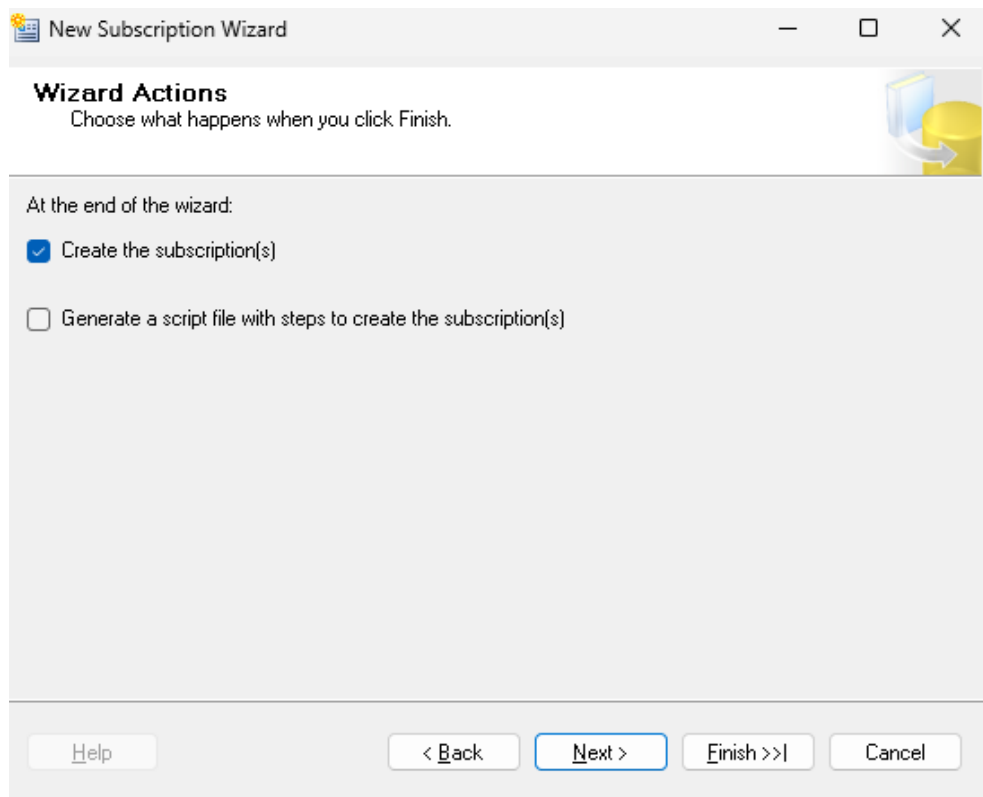 New Subscription Wizard
Wizard Actions
Choose what happens when you click Finish.
At the end of the wizard:
Create the subscription(s)
Generate a script file with steps to create the subscription(s)
Help
< Back
Next >
Finish >>|
Cancel